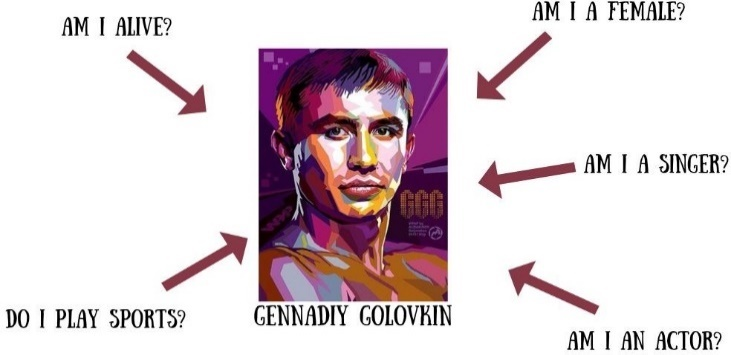 AM I ALIVE?
AM I A FEMALE?
AM I A SINGER?
GGG
DO I PLAY SPORTS?
GENNADIY GOLOVKIN
AM I AN ACTOR?